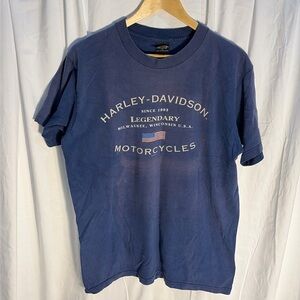 HARLEY-DAVIDSON
SINCE 1903
LEGENDARY
MILWAUKEE, WISCONSIN U.S.A.
MOTORCYCLES